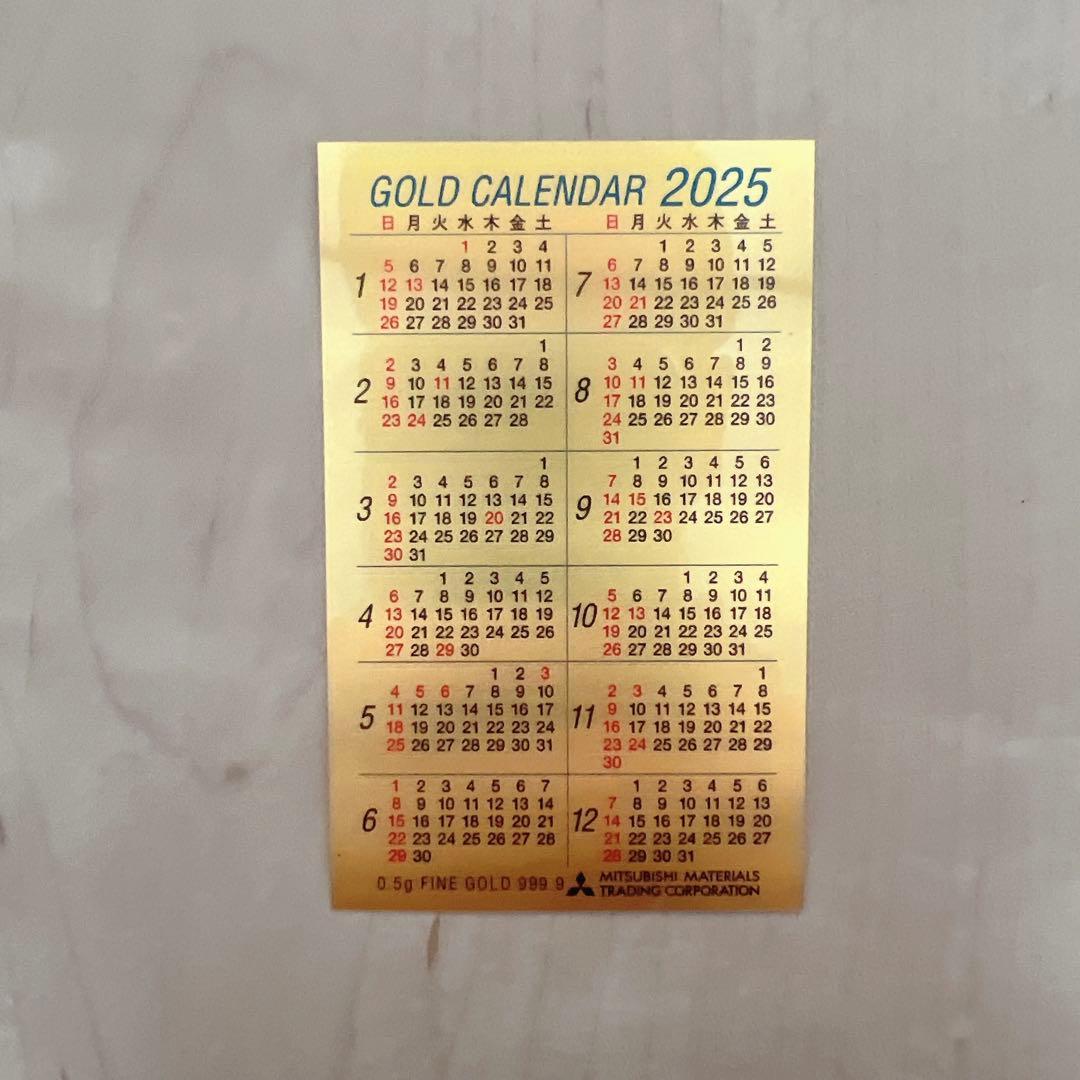 GOLD CALENDAR 2025
日 月 火 水 木 金 土
1
1 2 3 4
5 6 7 8 9 10 11
12 13 14 15 16 17 18
19 20 21 22 23 24 25
26 27 28 29 30 31
2
1
2 3 4 5 6 7 8
9 10 11 12 13 14 15
16 17 18 19 20 21 22
23 24 25 26 27 28
3
1
2 3 4 5 6 7 8
9 10 11 12 13 14 15
16 17 18 19 20 21 22
23 24 25 26 27 28 29
30 31
4
1 2 3 4 5
6 7 8 9 10 11 12
13 14 15 16 17 18 19
20 21 22 23 24 25 26
27 28 29 30
5
1 2 3
4 5 6 7 8 9 10
11 12 13 14 15 16 17
18 19 20 21 22 23 24
25 26 27 28 29 30 31
6
1 2 3 4 5 6 7
8 9 10 11 12 13 14
15 16 17 18 19 20 21
22 23 24 25 26 27 28
29 30
日 月 火 水 木 金 土
7
1 2 3 4 5
6 7 8 9 10 11 12
13 14 15 16 17 18 19
20 21 22 23 24 25 26
27 28 29 30 31
8
1 2
3 4 5 6 7 8 9
10 11 12 13 14 15 16
17 18 19 20 21 22 23
24 25 26 27 28 29 30
31
9
1 2 3 4 5 6
7 8 9 10 11 12 13
14 15 16 17 18 19 20
21 22 23 24 25 26 27
28 29 30
10
1 2 3 4
5 6 7 8 9 10 11
12 13 14 15 16 17 18
19 20 21 22 23 24 25
26 27 28 29 30 31
11
1
2 3 4 5 6 7 8
9 10 11 12 13 14 15
16 17 18 19 20 21 22
23 24 25 26 27 28 29
30
12
1 2 3 4 5 6
7 8 9 10 11 12 13
14 15 16 17 18 19 20
21 22 23 24 25 26 27
28 29 30 31
0.5g FINE GOLD 999.9
MITSUBISHI MATERIALS
TRADING CORPORATION